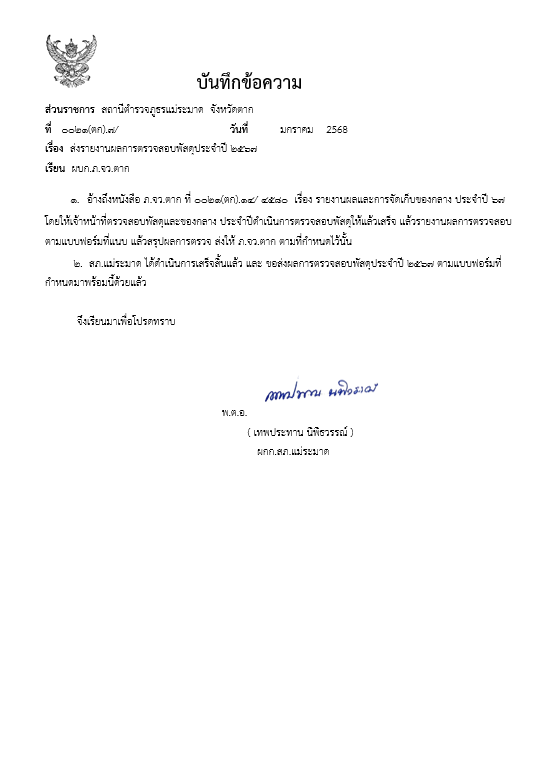 บันทึกข้อความ
ส่วนราชการ สถานีตำรวจภูธรแม่ระมาด จังหวัดตาก
ที่ ๐๐๒๑(ตก).๗/ วันที่ มกราคม 2568
เรื่อง ส่งรายงานผลการตรวจสอบพัสดุประจำปี ๒๕๖๗
เรียน ผบก.ภ.จว.ตาก
๑. อ้างถึงหนังสือ ภ.จว.ตาก ที่ ๐๐๒๑(ตก).๑๔/ ๔๕๘๐ เรื่อง รายงานผลและการจัดเก็บของกลาง ประจำปี ๖๗
โดยให้เจ้าหน้าที่ตรวจสอบพัสดุและของกลาง ประจำปีดำเนินการตรวจสอบพัสดุให้แล้วเสร็จ แล้วรายงานผลการตรวจสอบ
ตามแบบฟอร์มที่แนบ แล้วสรุปผลการตรวจ ส่งให้ ภ.จว.ตาก ตามที่กำหนดไว้นั้น
๒. สภ.แม่ระมาด ได้ดำเนินการเสร็จสิ้นแล้ว และ ขอส่งผลการตรวจสอบพัสดุประจำปี ๒๕๖๗ ตามแบบฟอร์มที่
กำหนดมาพร้อมนี้ด้วยแล้ว
จึงเรียนมาเพื่อโปรดทราบ
เทพประทาน นิพิธวรรณ์
พ.ต.อ.
( เทพประทาน นิพิธวรรณ์ )
ผกก.สภ.แม่ระมาด